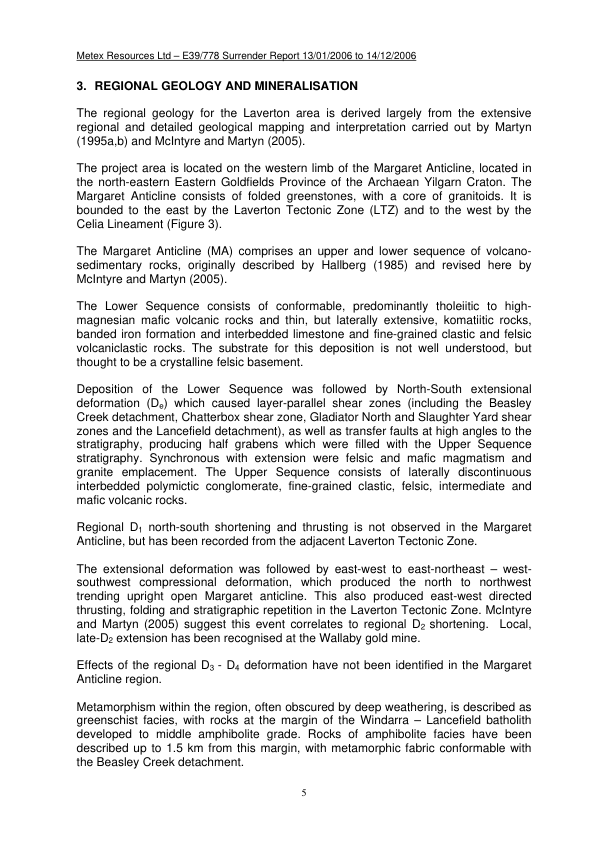 Metex Resources Ltd – E39/778 Surrender Report 13/01/2006 to 14/12/2006
3. REGIONAL GEOLOGY AND MINERALISATION
The regional geology for the Laverton area is derived largely from the extensive
regional and detailed geological mapping and interpretation carried out by Martyn
(1995a,b) and McIntyre and Martyn (2005).
The project area is located on the western limb of the Margaret Anticline, located in
the north-eastern Eastern Goldfields Province of the Archaean Yilgarn Craton. The
Margaret Anticline consists of folded greenstones, with a core of granitoids. It is
bounded to the east by the Laverton Tectonic Zone (LTZ) and to the west by the
Celia Lineament (Figure 3).
The Margaret Anticline (MA) comprises an upper and lower sequence of volcano-
sedimentary rocks, originally described by Hallberg (1985) and revised here by
McIntyre and Martyn (2005).
The Lower Sequence consists of conformable, predominantly tholeiitic to high-
magnesian mafic volcanic rocks and thin, but laterally extensive, komatiitic rocks,
banded iron formation and interbedded limestone and fine-grained clastic and felsic
volcaniclastic rocks. The substrate for this deposition is not well understood, but
thought to be a crystalline felsic basement.
Deposition of the Lower Sequence was followed by North-South extensional
deformation (De) which caused layer-parallel shear zones (including the Beasley
Creek detachment, Chatterbox shear zone, Gladiator North and Slaughter Yard shear
zones and the Lancefield detachment), as well as transfer faults at high angles to the
stratigraphy, producing half grabens which were filled with the Upper Sequence
stratigraphy. Synchronous with extension were felsic and mafic magmatism and
granite emplacement. The Upper Sequence consists of laterally discontinuous
interbedded polymictic conglomerate, fine-grained clastic, felsic, intermediate and
mafic volcanic rocks.
Regional D1 north-south shortening and thrusting is not observed in the Margaret
Anticline, but has been recorded from the adjacent Laverton Tectonic Zone.
The extensional deformation was followed by east-west to east-northeast – west-
southwest compressional deformation, which produced the north to northwest
trending upright open Margaret anticline. This also produced east-west directed
thrusting, folding and stratigraphic repetition in the Laverton Tectonic Zone. McIntyre
and Martyn (2005) suggest this event correlates to regional D2 shortening. Local,
late-D2 extension has been recognised at the Wallaby gold mine.
Effects of the regional D3 - D4 deformation have not been identified in the Margaret
Anticline region.
Metamorphism within the region, often obscured by deep weathering, is described as
greenschist facies, with rocks at the margin of the Windarra – Lancefield batholith
developed to middle amphibolite grade. Rocks of amphibolite facies have been
described up to 1.5 km from this margin, with metamorphic fabric conformable with
the Beasley Creek detachment.
5